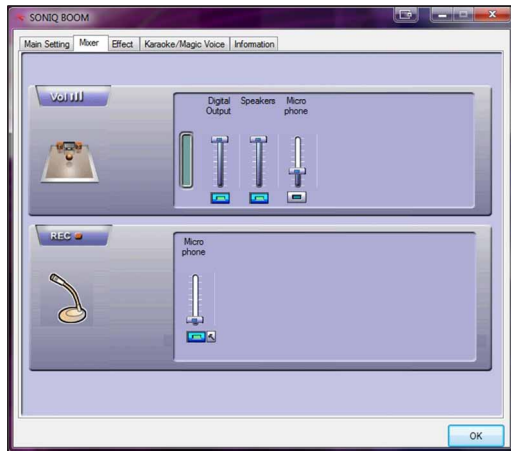 SONIQ BOOM
Main Setting Mixer Effect Karaoke/Magic Voice Information
Vol
Digital Output Speakers Micro phone
REC
Micro
phone
OK